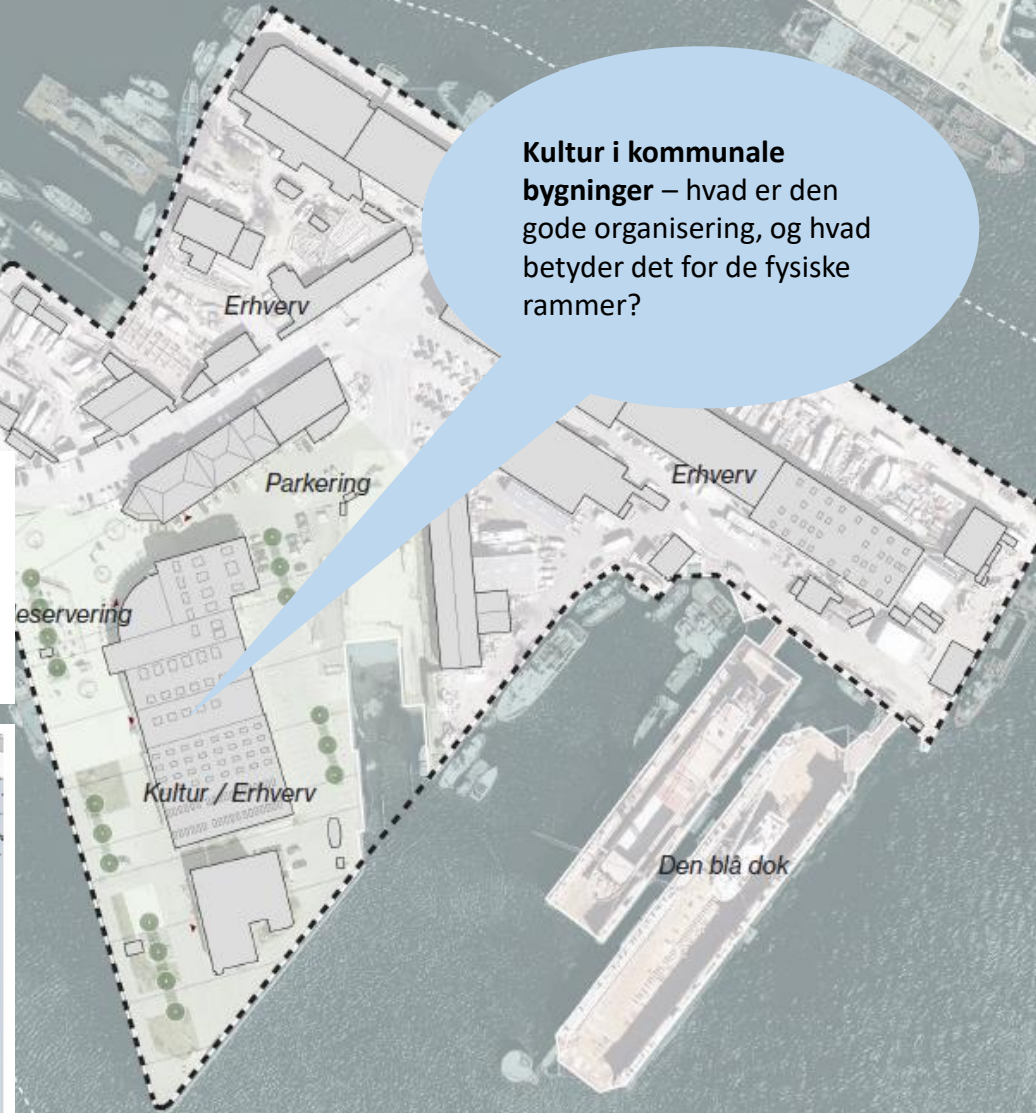 Kultur i kommunale
bygninger – hvad er den
gode organisering, og hvad
betyder det for de fysiske
rammer?
Erhverv
Parkering
Erhverv
eservering
Kultur / Erhverv
Den blå dok